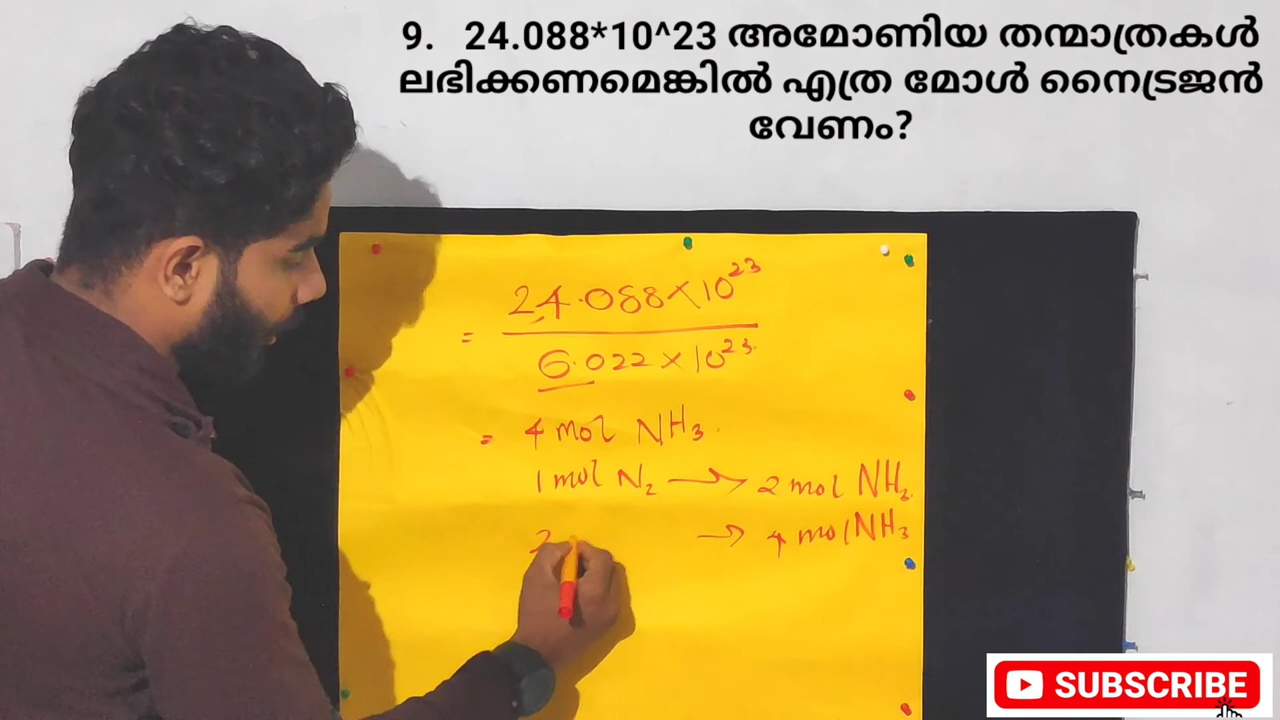 9. 24.088*10^23 അമോണിയ തന്മാത്രകൾ
ലഭിക്കണമെങ്കിൽ എത്ര മോൾ നൈട്രജൻ
വേണം?
24.088×10²³
=
6.022×10²³
= 4 mol NH₃
1 mol N₂ → 2 mol NH₃
2 → 4 mol NH₃
SUBSCRIBE